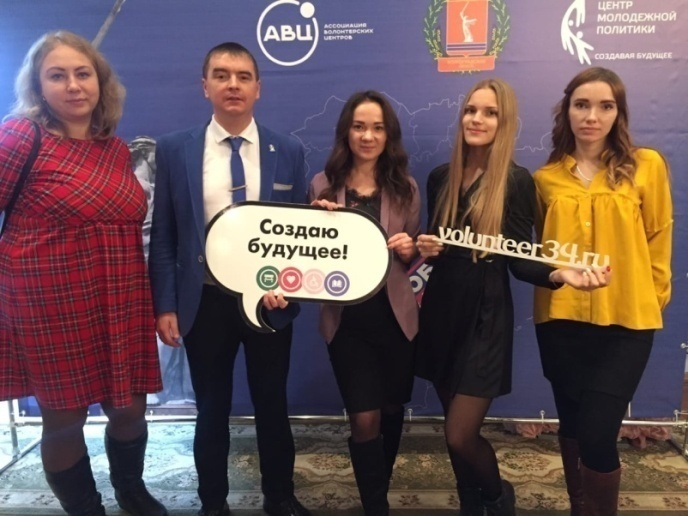 АВЦ
АССОЦИАЦИЯ
ВОЛОНТЕРСКИХ
ЦЕНТРОВ
ЦЕНТР
МОЛОДЕЖНОЙ
ПОЛИТИКИ
СОЗДАВАЯ БУДУЩЕЕ
Создаю
будущее!
volunteer34.ru